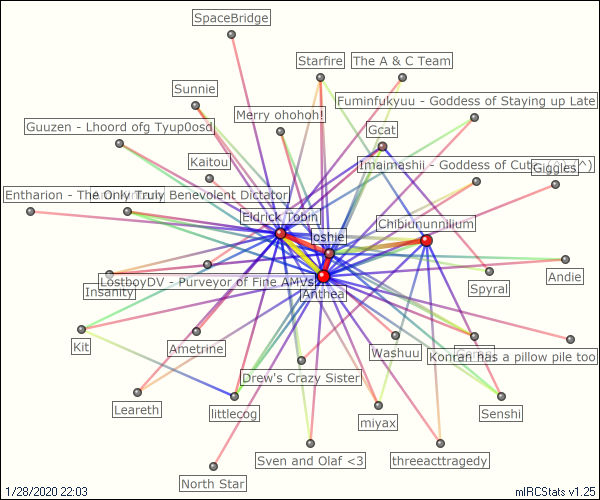 SpaceBridge
Starfire
The A & C Team
Sunnie
Fuminfukyuu - Goddess of Staying up Late
Merry ohohoh!
Guuzen - Lhoord ofg Tyup0osd
Gcat
Kaitou
Imaimashii - Goddess of Cute
Giggles
Entharion - The Only Truly Benevolent Dictator
Eldrick Tobin
Chibiununnilium
Joshie
Andie
LostboyDV - Purveyor of Fine AMVs
Spyral
Insanity
Anthea
Kit
Ametrine
Washuu
Konran has a pillow pile too
Drew's Crazy Sister
Leareth
littlecog
Senshi
miyax
Sven and Olaf <3
threeacttragedy
North Star
1/28/2020 22:03
mIRCStats v1.25